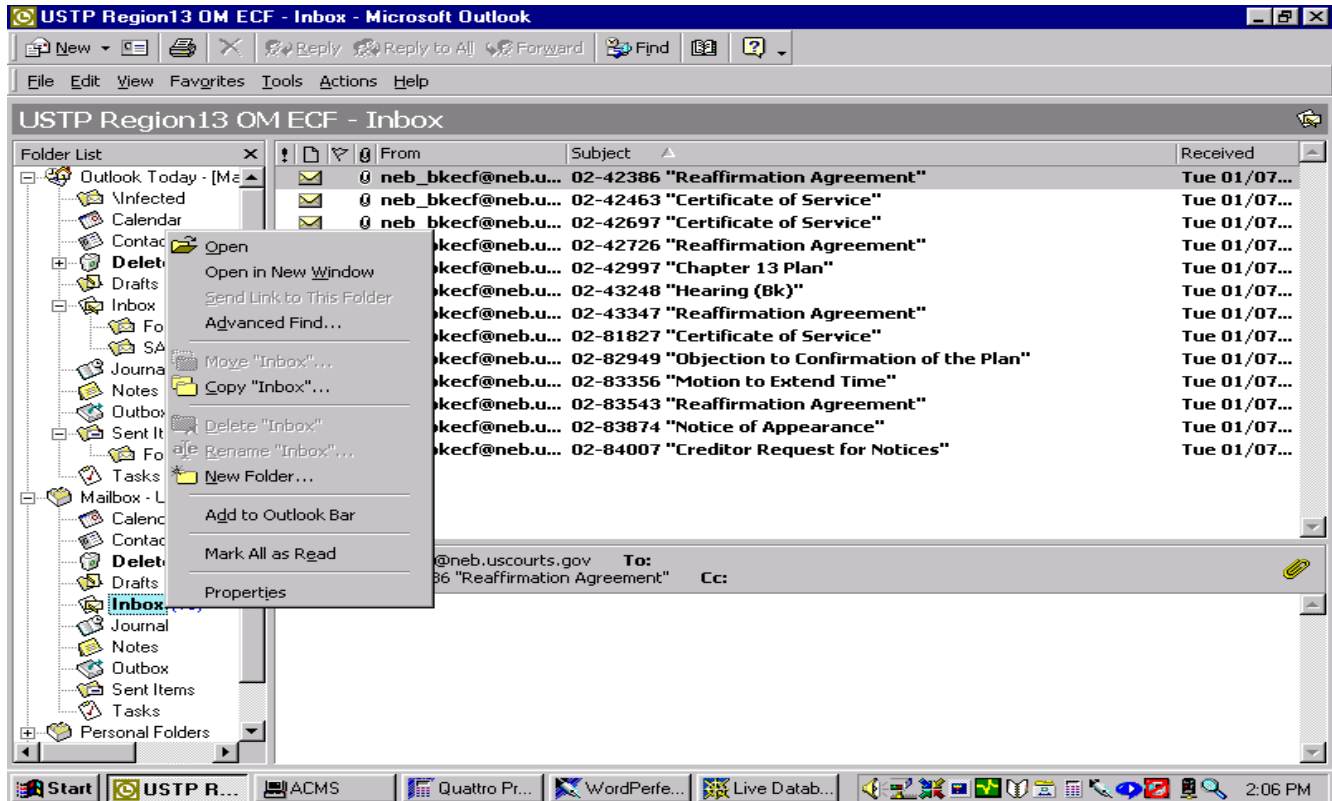 USTP Region13 OM ECF - Inbox - Microsoft Outlook
New Reply Reply to All Forward Find
File Edit View Favorites Tools Actions Help
USTP Region13 OM ECF - Inbox
Folder List
Outlook Today - [Ma
\Infected
Calendar
Contac
Delet
Drafts
Inbox
Fo
SA
Journa
Notes
Outbo
Sent It
Fo
Tasks
Mailbox - L
Calenc
Contac
Delet
Drafts
Inbox
Journal
Notes
Outbox
Sent Items
Tasks
Personal Folders
Open
Open in New Window
Send Link to This Folder
Advanced Find...
Move "Inbox"...
Copy "Inbox"...
Delete "Inbox"
Rename "Inbox"...
New Folder...
Add to Outlook Bar
Mark All as Read
Properties
! From Subject Received
neb_bkecf@neb.u... 02-42386 "Reaffirmation Agreement" Tue 01/07...
neb_bkecf@neb.u... 02-42463 "Certificate of Service" Tue 01/07...
neb_bkecf@neb.u... 02-42697 "Certificate of Service" Tue 01/07...
kecf@neb.u... 02-42726 "Reaffirmation Agreement" Tue 01/07...
kecf@neb.u... 02-42997 "Chapter 13 Plan" Tue 01/07...
kecf@neb.u... 02-43248 "Hearing (Bk)" Tue 01/07...
kecf@neb.u... 02-43347 "Reaffirmation Agreement" Tue 01/07...
kecf@neb.u... 02-81827 "Certificate of Service" Tue 01/07...
kecf@neb.u... 02-82949 "Objection to Confirmation of the Plan" Tue 01/07...
kecf@neb.u... 02-83356 "Motion to Extend Time" Tue 01/07...
kecf@neb.u... 02-83543 "Reaffirmation Agreement" Tue 01/07...
kecf@neb.u... 02-83874 "Notice of Appearance" Tue 01/07...
kecf@neb.u... 02-84007 "Creditor Request for Notices" Tue 01/07...
@neb.uscourts.gov To:
36 "Reaffirmation Agreement" Cc:
Start USTP R... ACMS Quattro Pr... WordPerfe... Live Datab... 2:06 PM